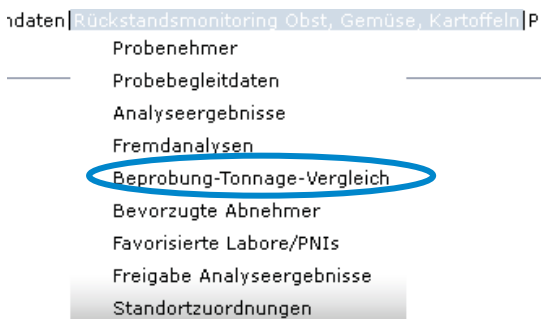 ndaten Rückstandsmonitoring Obst, Gemüse, Kartoffeln P
Probenehmer
Probebegleitdaten
Analyseergebnisse
Fremdanalysen
Beprobung-Tonnage-Vergleich
Bevorzugte Abnehmer
Favorisierte Labore/PNIs
Freigabe Analyseergebnisse
Standortzuordnungen